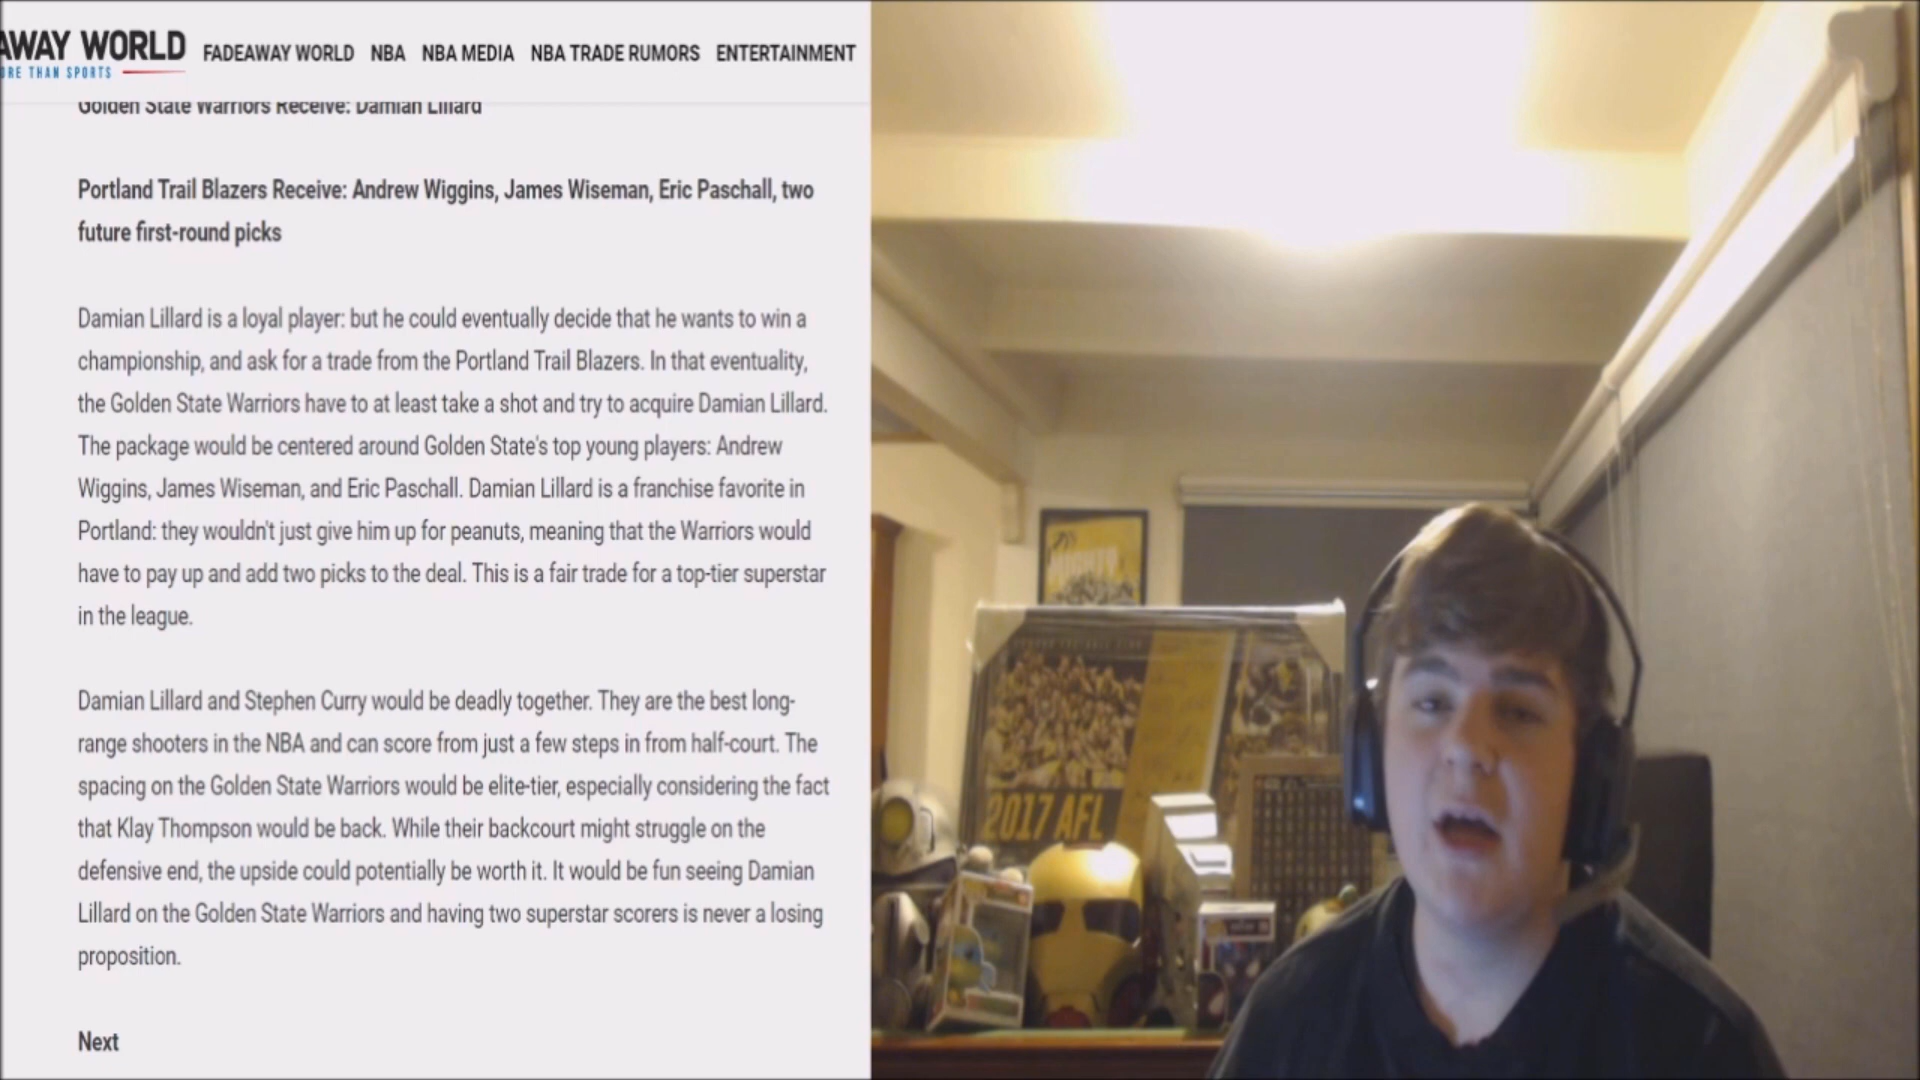 AWAY WORLD
ORE THAN SPORTS
FADEAWAY WORLD NBA NBA MEDIA NBA TRADE RUMORS ENTERTAINMENT
Golden State Warriors Receive: Damian Lillard
Portland Trail Blazers Receive: Andrew Wiggins, James Wiseman, Eric Paschall, two
future first-round picks
Damian Lillard is a loyal player: but he could eventually decide that he wants to win a
championship, and ask for a trade from the Portland Trail Blazers. In that eventuality,
the Golden State Warriors have to at least take a shot and try to acquire Damian Lillard.
The package would be centered around Golden State's top young players: Andrew
Wiggins, James Wiseman, and Eric Paschall. Damian Lillard is a franchise favorite in
Portland: they wouldn't just give him up for peanuts, meaning that the Warriors would
have to pay up and add two picks to the deal. This is a fair trade for a top-tier superstar
in the league.
Damian Lillard and Stephen Curry would be deadly together. They are the best long-
range shooters in the NBA and can score from just a few steps in from half-court. The
spacing on the Golden State Warriors would be elite-tier, especially considering the fact
that Klay Thompson would be back. While their backcourt might struggle on the
defensive end, the upside could potentially be worth it. It would be fun seeing Damian
Lillard on the Golden State Warriors and having two superstar scorers is never a losing
proposition.
Next
MIGHTY
2017 AFL